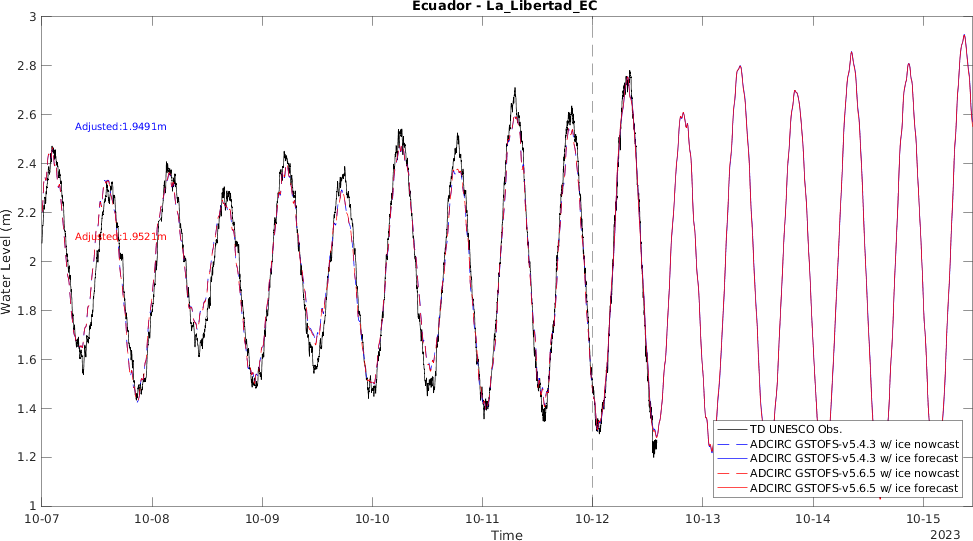 Ecuador - La_Libertad_EC
3
2.8
2.6
2.4
2.2
2
1.8
1.6
1.4
1.2
1
Water Level (m)
Adjusted:1.9491m
Adjusted:1.9521m
TD UNESCO Obs.
ADCIRC GSTOFS-v5.4.3 w/ ice nowcast
ADCIRC GSTOFS-v5.4.3 w/ ice forecast
ADCIRC GSTOFS-v5.6.5 w/ ice nowcast
ADCIRC GSTOFS-v5.6.5 w/ ice forecast
10-07 10-08 10-09 10-10 10-11 10-12 10-13 10-14 10-15
Time
2023